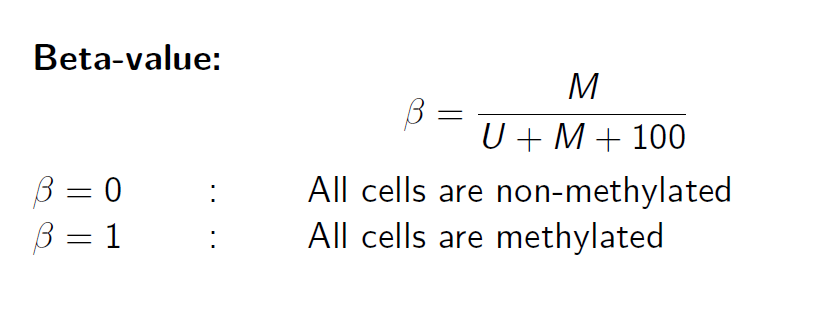 Beta-value:
β = M / (U + M + 100)
β = 0 : All cells are non-methylated
β = 1 : All cells are methylated